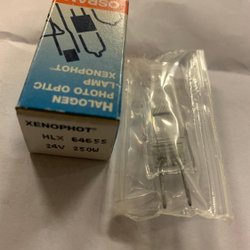 OSRAM
HALOGEN
PHOTO OPTIC
LAMP
XENOPHOT®
XENOPHOT®
HLX 64655
24V 250W